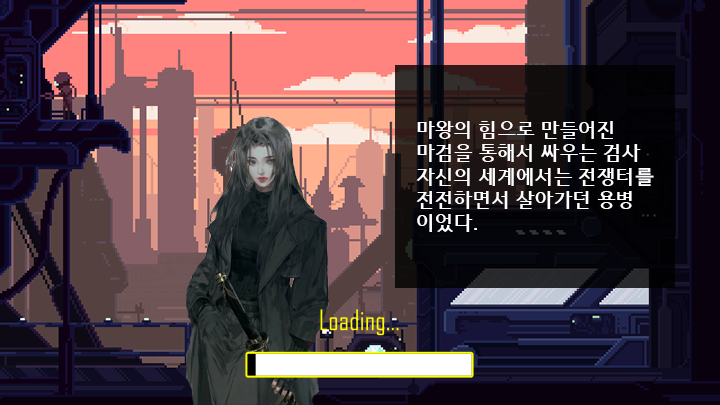 마왕의 힘으로 만들어진
마검을 통해서 싸우는 검사
자신의 세계에서는 전쟁터를
전전하면서 살아가던 용병
이었다.
Loading...